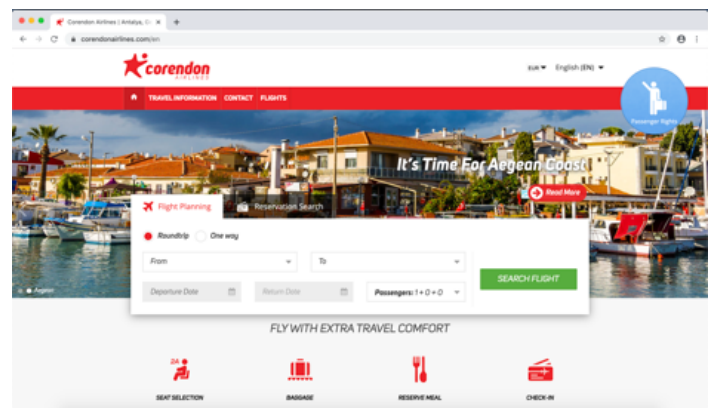 Corendon Airlines | Antalya, C
corendonairlines.com/en
corendon
AIRLINES
EUR
English (EN)
TRAVEL INFORMATION CONTACT FLIGHTS
Passenger Rights
It's Time For Aegean Coast
Read More
Flight Planning
Reservation Search
Roundtrip One way
From To
SEARCH FLIGHT
Departure Date Return Date Passengers: 1 + 0 + 0
Aegean
FLY WITH EXTRA TRAVEL COMFORT
2A
SEAT SELECTION BAGGAGE RESERVE MEAL CHECK-IN